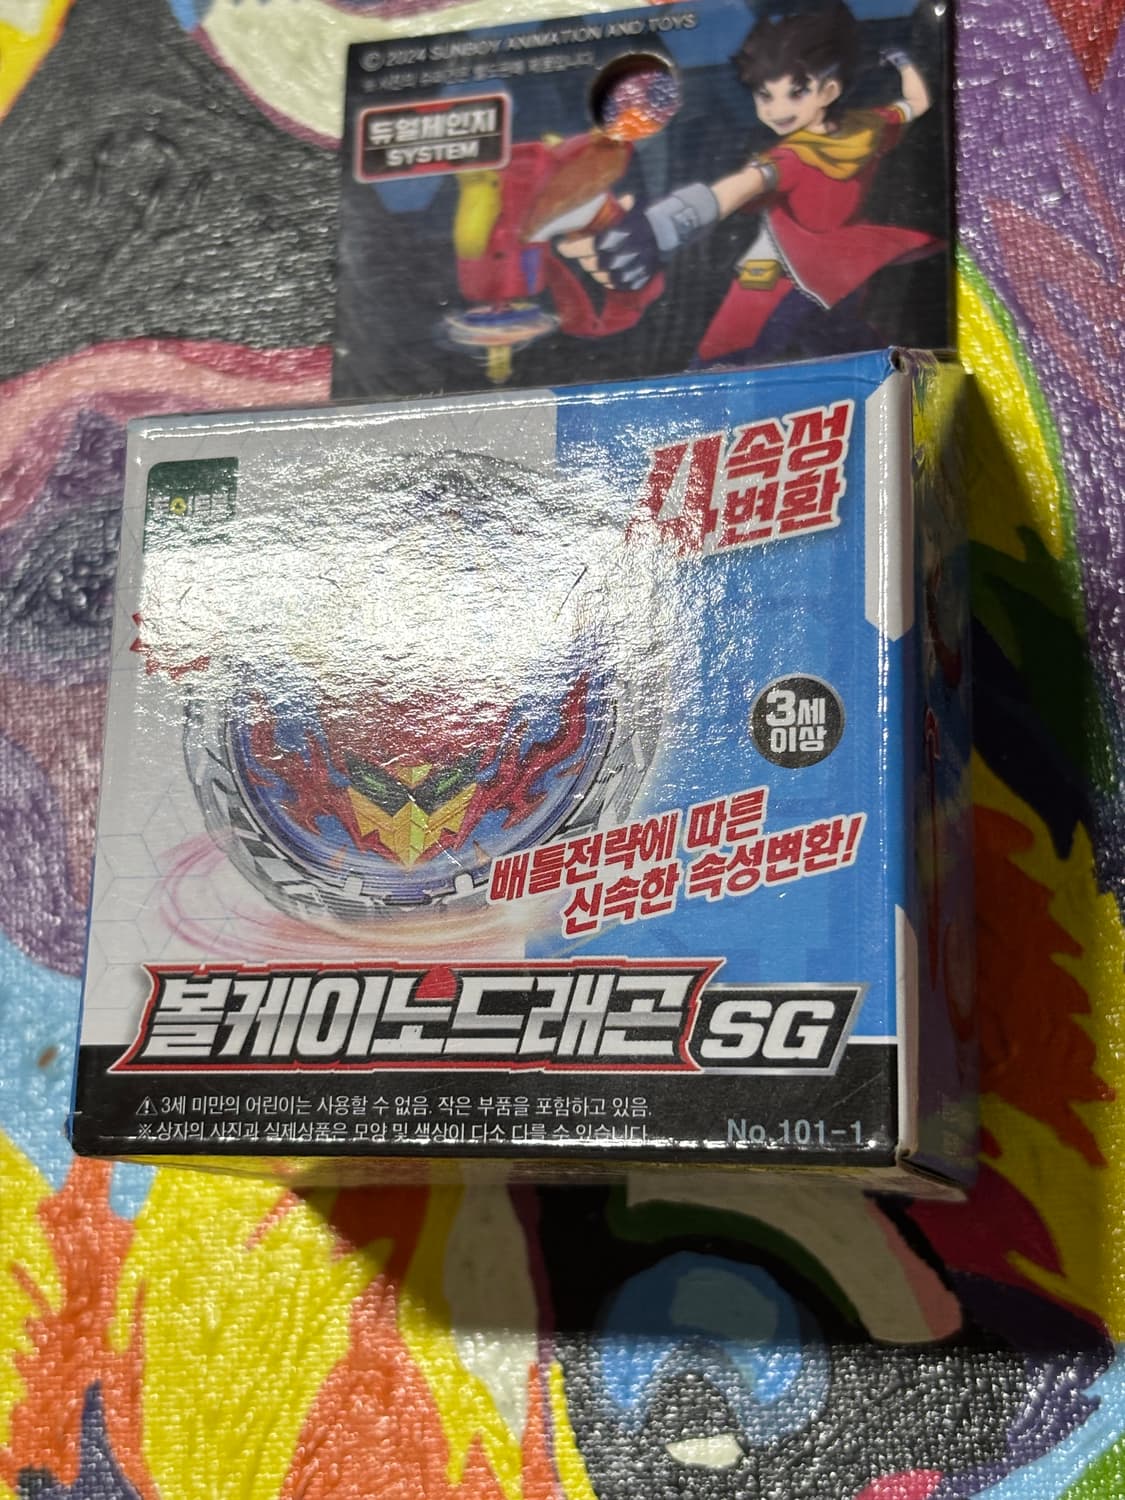 © 2024 SUNBOY ANIMATION AND TOYS
듀얼체인지
SYSTEM
4 속성
변환
3세
이상
배틀전략에 따른
신속한 속성변환!
볼케이노드래곤 SG
⚠ 3세 미만의 어린이는 사용할 수 없음. 작은 부품을 포함하고 있음.
※ 상자의 사진과 실제상품은 모양 및 색상이 다소 다를 수 있습니다.
No.101-1